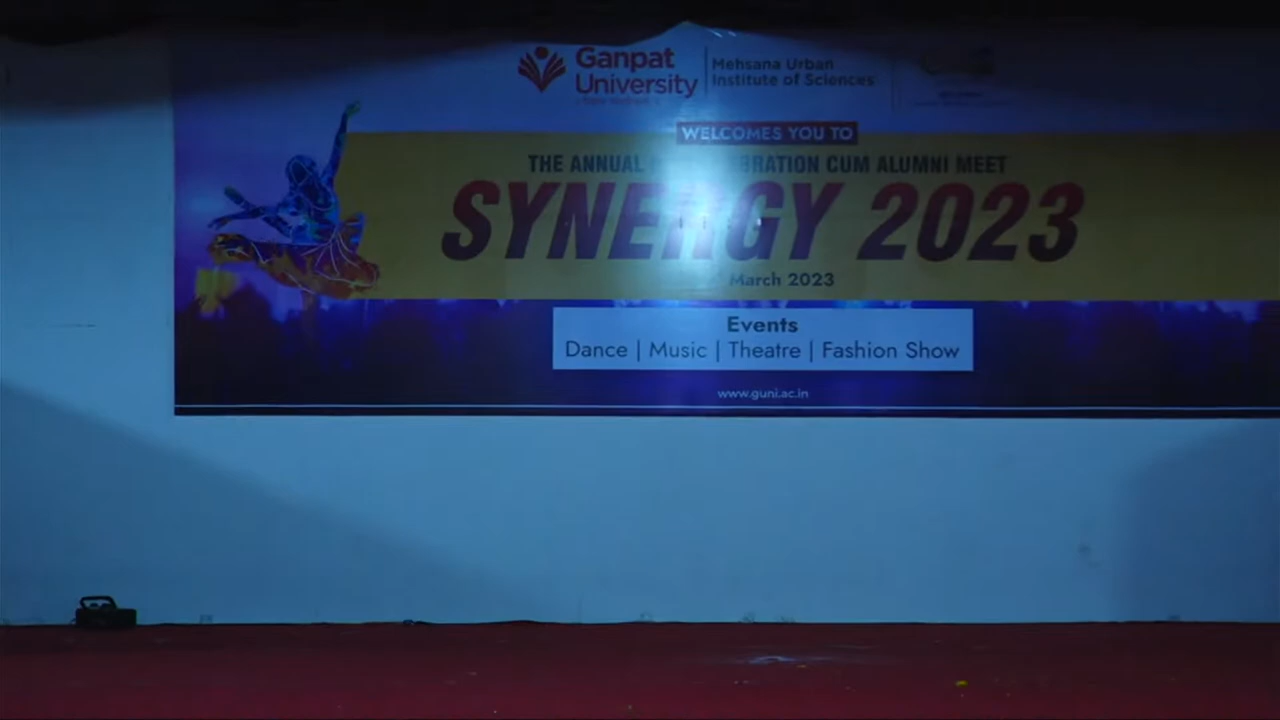 Ganpat
University
Mehsana Urban
Institute of Sciences
WELCOMES YOU TO
THE ANNUAL CUM ALUMNI MEET
SYNERGY 2023
March 2023
Events
Dance | Music | Theatre | Fashion Show
www.guni.ac.in